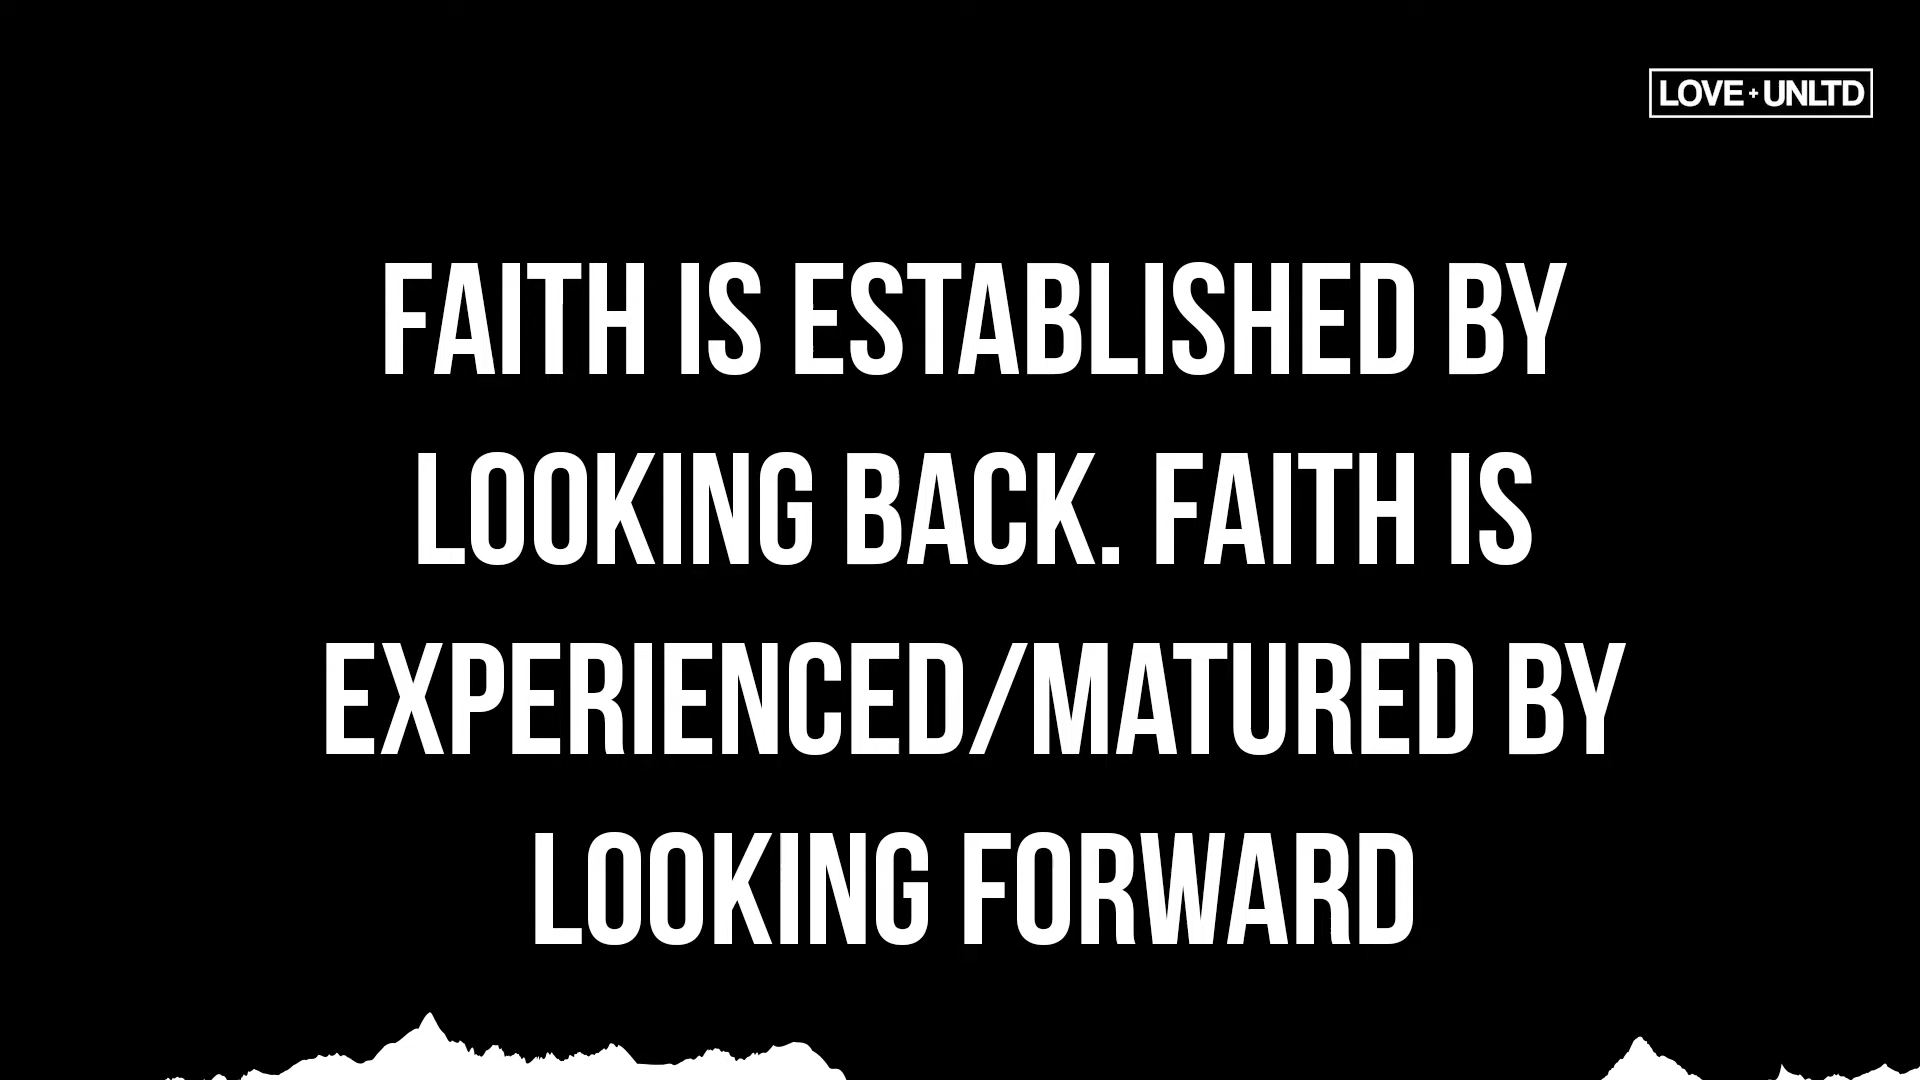 LOVE + UNLTD
FAITH IS ESTABLISHED BY
LOOKING BACK. FAITH IS
EXPERIENCED/MATURED BY
LOOKING FORWARD